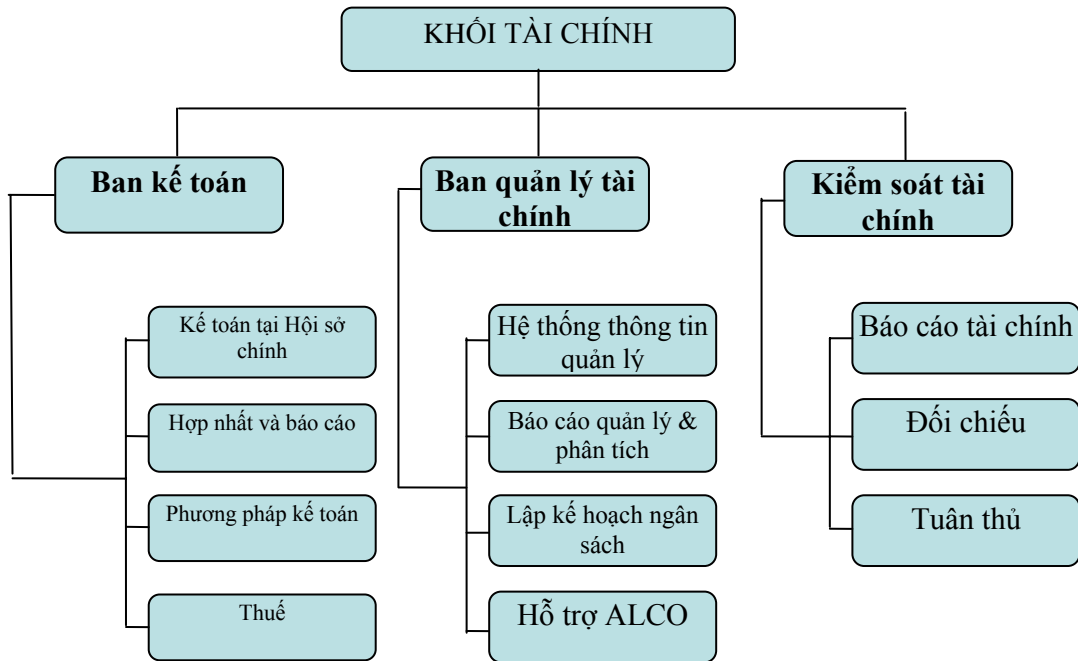 KHỐI TÀI CHÍNH
Ban kế toán
Ban quản lý tài
chính
Kiểm soát tài
chính
Kế toán tại Hội sở
chính
Hợp nhất và báo cáo
Phương pháp kế toán
Thuế
Hệ thống thông tin
quản lý
Báo cáo quản lý &
phân tích
Lập kế hoạch ngân
sách
Hỗ trợ ALCO
Báo cáo tài chính
Đối chiếu
Tuân thủ